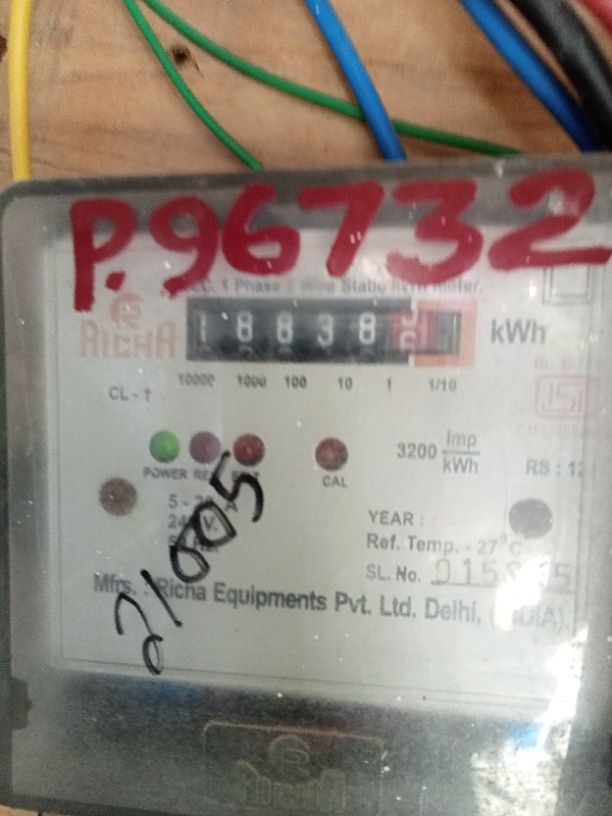 P.96732
1 Phase 2 Wire Static kWh meter.
RICHA
18838
kWh
CL - 1
10000 1000 100 10 1 1/10
POWER
CAL
3200 Imp/kWh
YEAR :
Ref. Temp. - 27°C
SL. No.
21005
Mfrs. : Richa Equipments Pvt. Ltd. Delhi, (INDIA).
RICHA